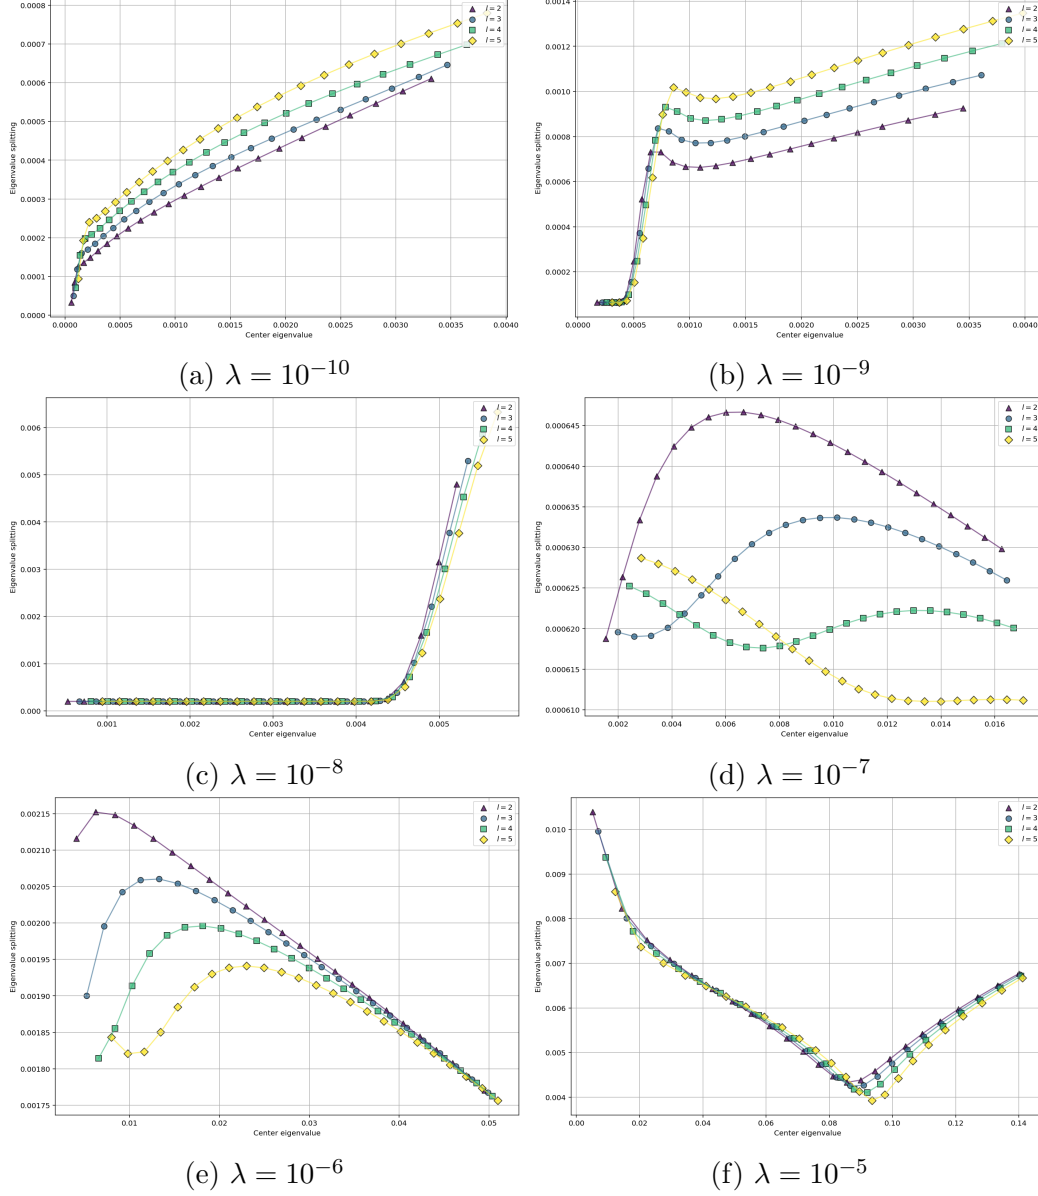 0.0008
0.0007
0.0006
0.0005
0.0004
0.0003
0.0002
0.0001
0.0000
Eigenvalue splitting
0.0000 0.0005 0.0010 0.0015 0.0020 0.0025 0.0030 0.0035 0.0040
Center eigenvalue
l = 2
l = 3
l = 4
l = 5
(a) λ = 10⁻¹⁰
0.0014
0.0012
0.0010
0.0008
0.0006
0.0004
0.0002
Eigenvalue splitting
0.0000 0.0005 0.0010 0.0015 0.0020 0.0025 0.0030 0.0035 0.0040
Center eigenvalue
l = 2
l = 3
l = 4
l = 5
(b) λ = 10⁻⁹
0.006
0.005
0.004
0.003
0.002
0.001
0.000
Eigenvalue splitting
0.001 0.002 0.003 0.004 0.005
Center eigenvalue
l = 2
l = 3
l = 4
l = 5
(c) λ = 10⁻⁸
0.000645
0.000640
0.000635
0.000630
0.000625
0.000620
0.000615
0.000610
Eigenvalue splitting
0.002 0.004 0.006 0.008 0.010 0.012 0.014 0.016
Center eigenvalue
l = 2
l = 3
l = 4
l = 5
(d) λ = 10⁻⁷
0.00215
0.00210
0.00205
0.00200
0.00195
0.00190
0.00185
0.00180
0.00175
Eigenvalue splitting
0.01 0.02 0.03 0.04 0.05
Center eigenvalue
l = 2
l = 3
l = 4
l = 5
(e) λ = 10⁻⁶
0.010
0.009
0.008
0.007
0.006
0.005
0.004
Eigenvalue splitting
0.00 0.02 0.04 0.06 0.08 0.10 0.12 0.14
Center eigenvalue
l = 2
l = 3
l = 4
l = 5
(f) λ = 10⁻⁵